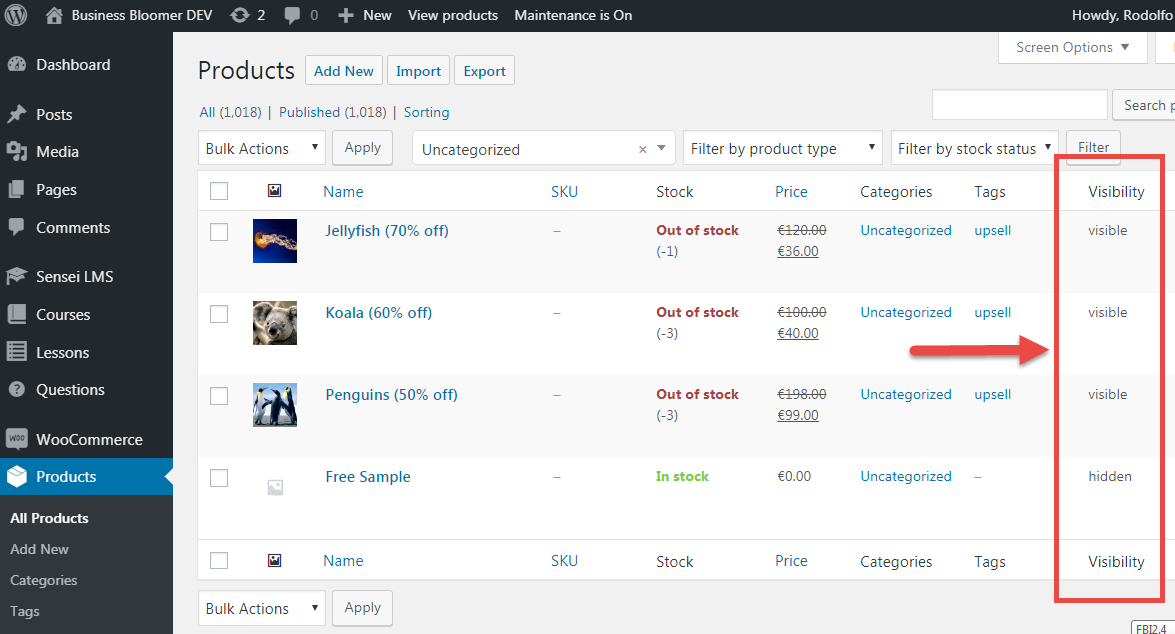 Business Bloomer DEV 2 0 New View products Maintenance is On Howdy, Rodolfo
Dashboard
Posts
Media
Pages
Comments
Sensei LMS
Courses
Lessons
Questions
WOO WooCommerce
Products
All Products
Add New
Categories
Tags
Screen Options
Products Add New Import Export
All (1,018) | Published (1,018) | Sorting
Search p
Bulk Actions Apply Uncategorized × Filter by product type Filter by stock status Filter
Name SKU Stock Price Categories Tags Visibility
Jellyfish (70% off) – Out of stock €120.00 Uncategorized upsell visible
(-1) €36.00
Koala (60% off) – Out of stock €100.00 Uncategorized upsell visible
(-3) €40.00
Penguins (50% off) – Out of stock €198.00 Uncategorized upsell visible
(-3) €99.00
Free Sample – In stock €0.00 Uncategorized – hidden
Name SKU Stock Price Categories Tags Visibility
Bulk Actions Apply
FBI2.4